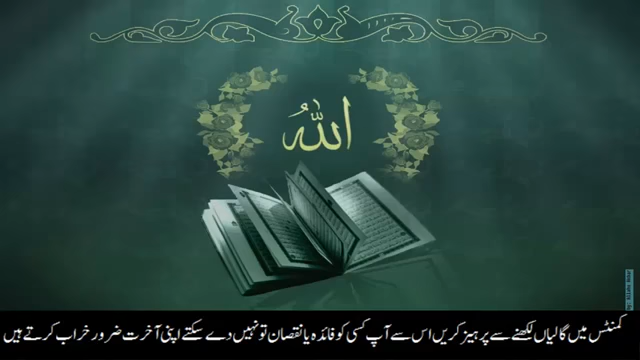 اللہ
کمنٹس میں گالیاں لکھنے سے پرہیز کریں اس سے آپ کسی کو فائدہ یا نقصان تو نہیں دے سکتے اپنی آخرت ضرور خراب کرتے ہیں